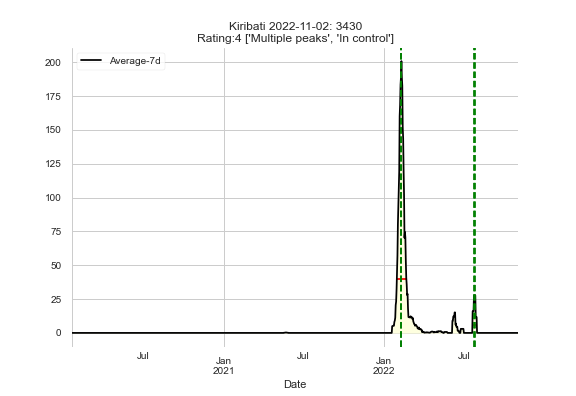 Kiribati 2022-11-02: 3430
Rating:4 ['Multiple peaks', 'In control']
Average-7d
200
175
150
125
100
75
50
25
0
Jul
Jan
2021
Jul
Jan
2022
Jul
Date